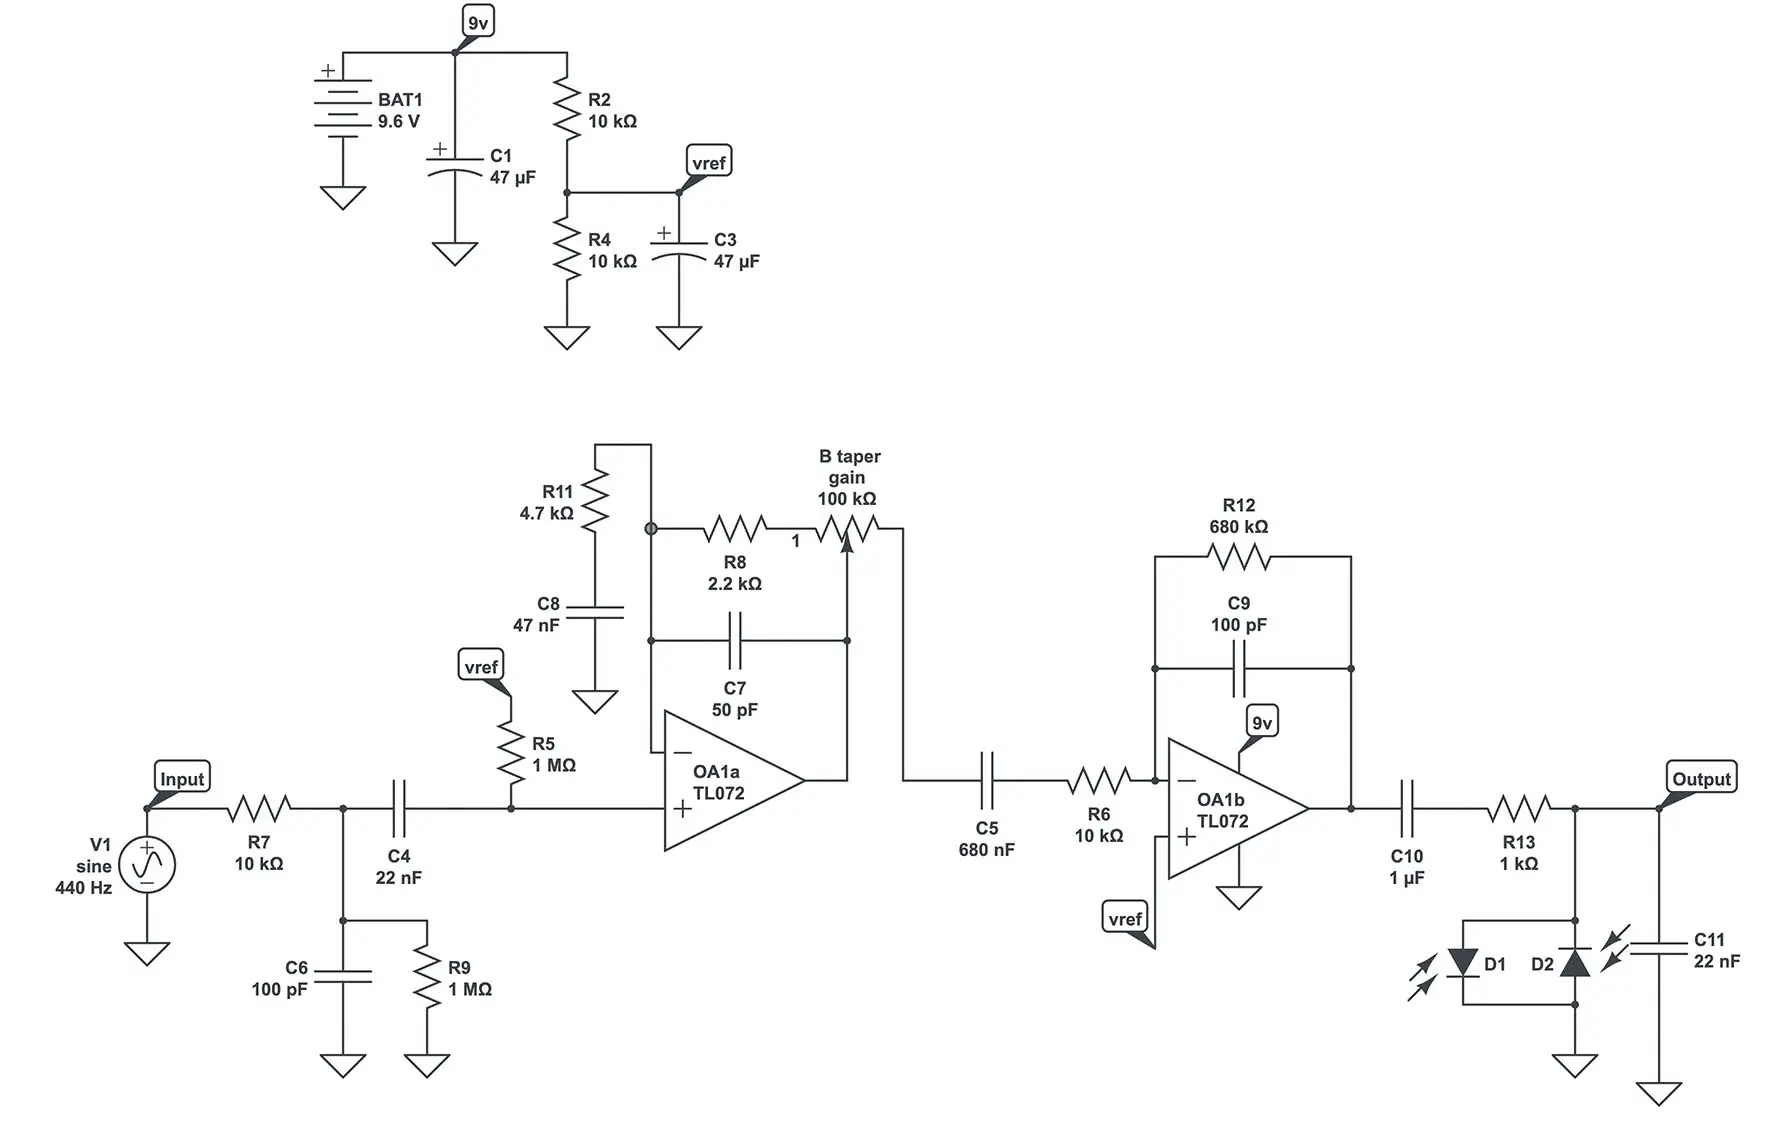 9v
+
BAT1
9.6 V
R2
10 kΩ
+
C1
47 µF
vref
R4
10 kΩ
+
C3
47 µF
B taper
gain
100 kΩ
R11
4.7 kΩ
1
R8
2.2 kΩ
C8
47 nF
C7
50 pF
vref
R5
1 MΩ
−
OA1a
TL072
+
Input
R7
10 kΩ
C4
22 nF
V1
sine
440 Hz
+
−
C6
100 pF
R9
1 MΩ
C5
680 nF
R6
10 kΩ
R12
680 kΩ
C9
100 pF
9v
−
OA1b
TL072
+
vref
C10
1 µF
R13
1 kΩ
Output
D1
D2
C11
22 nF